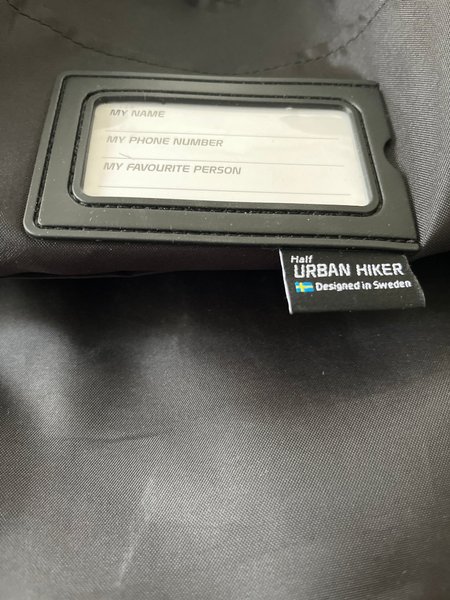 MY NAME
MY PHONE NUMBER
MY FAVOURITE PERSON
Half
URBAN HIKER
Designed in Sweden